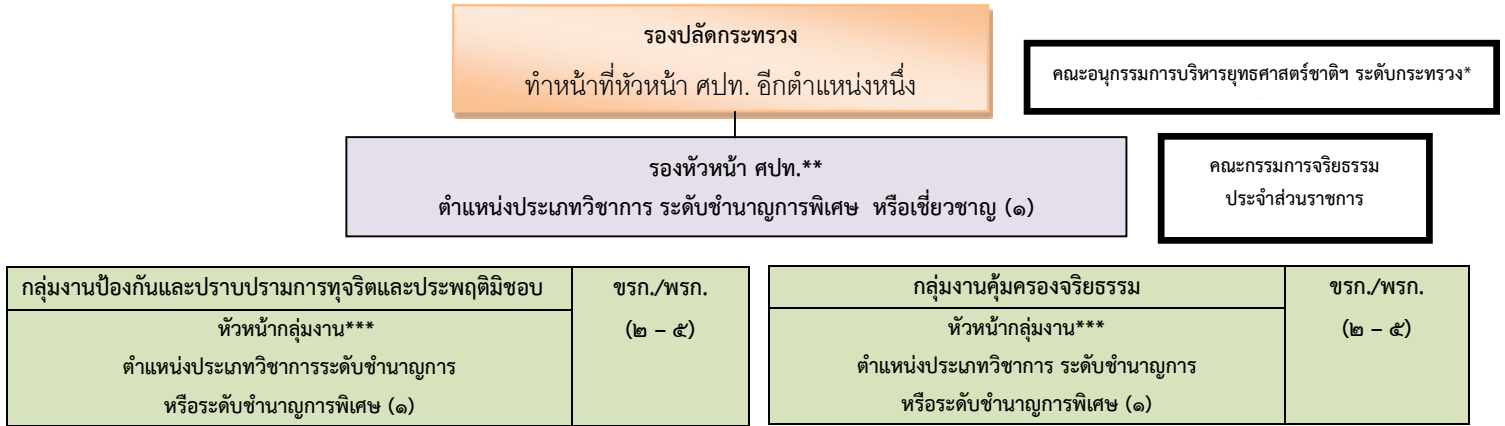 รองปลัดกระทรวง
ทำหน้าที่หัวหน้า ศปท. อีกตำแหน่งหนึ่ง
คณะอนุกรรมการบริหารยุทธศาสตร์ชาติฯ ระดับกระทรวง*
รองหัวหน้า ศปท.**
ตำแหน่งประเภทวิชาการ ระดับชำนาญการพิเศษ หรือเชี่ยวชาญ (๑)
คณะกรรมการจริยธรรม
ประจำส่วนราชการ
กลุ่มงานป้องกันและปราบปรามการทุจริตและประพฤติมิชอบ
ขรก./พรก.
หัวหน้ากลุ่มงาน***
(๒ – ๕)
ตำแหน่งประเภทวิชาการระดับชำนาญการ
หรือระดับชำนาญการพิเศษ (๑)
กลุ่มงานคุ้มครองจริยธรรม
ขรก./พรก.
หัวหน้ากลุ่มงาน***
(๒ – ๕)
ตำแหน่งประเภทวิชาการ ระดับชำนาญการ
หรือระดับชำนาญการพิเศษ (๑)